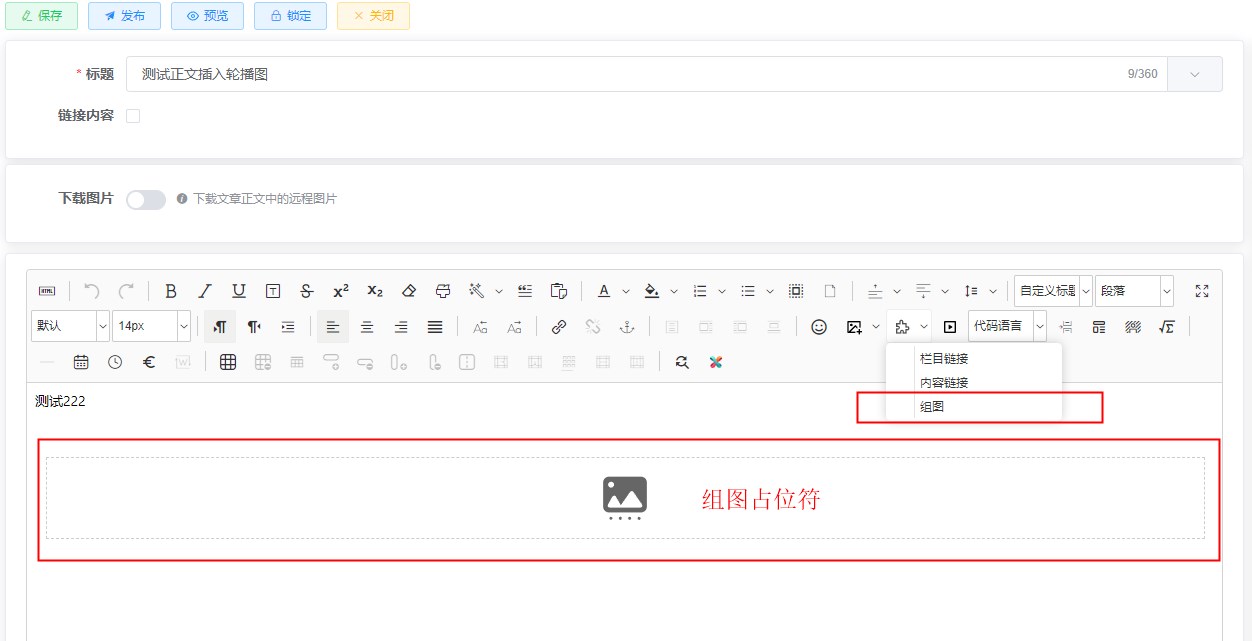 保存 发布 预览 锁定 关闭
* 标题 测试正文插入轮播图 9/360
链接内容
下载图片 下载文章正文中的远程图片
HTML B I U T S x² x₂ A 自定义标题 段落
默认 14px 代码语言
€ W
栏目链接
测试222
内容链接
组图
组图占位符